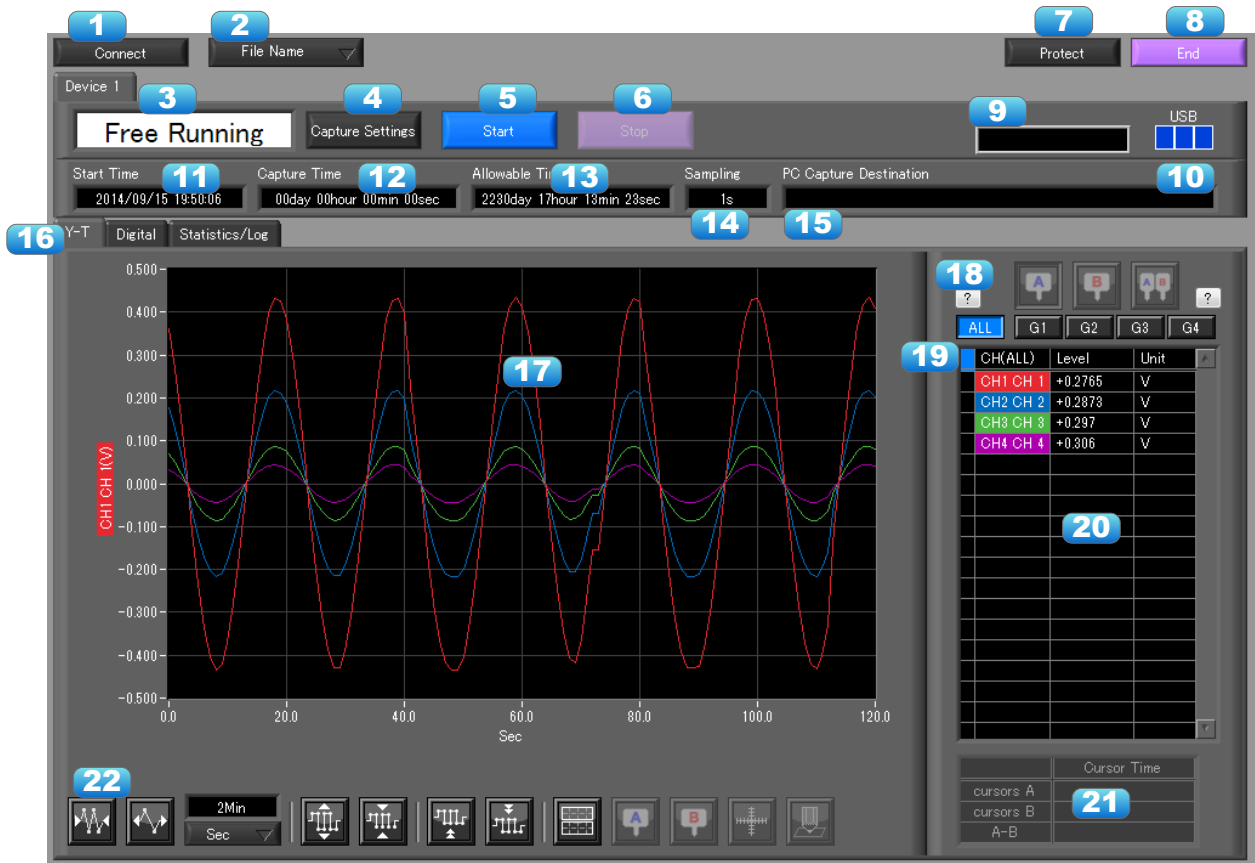 1 2 7 8
Connect File Name Protect End
Device 1
3 4 5 6 9 USB
Free Running Capture Settings Start Stop
Start Time 11 Capture Time 12 Allowable Ti 13 Sampling PC Capture Destination 10
2014/09/15 19:50:06 00day 00hour 00min 00sec 2230day 17hour 13min 23sec 1s
14 15
16 Y-T Digital Statistics/Log
0.500
0.400
0.300
0.200
0.100
0.000
-0.100
-0.200
-0.300
-0.400
-0.500
CH1 CH 1(V)
17
0.0 20.0 40.0 60.0 80.0 100.0 120.0
Sec
18 A B A B
? ?
ALL G1 G2 G3 G4
19 CH(ALL) Level Unit
CH1 CH 1 +0.2765 V
CH2 CH 2 +0.2873 V
CH3 CH 3 +0.297 V
CH4 CH 4 +0.306 V
20
Cursor Time
cursors A
cursors B
A-B
21
22
2Min
Sec
A B